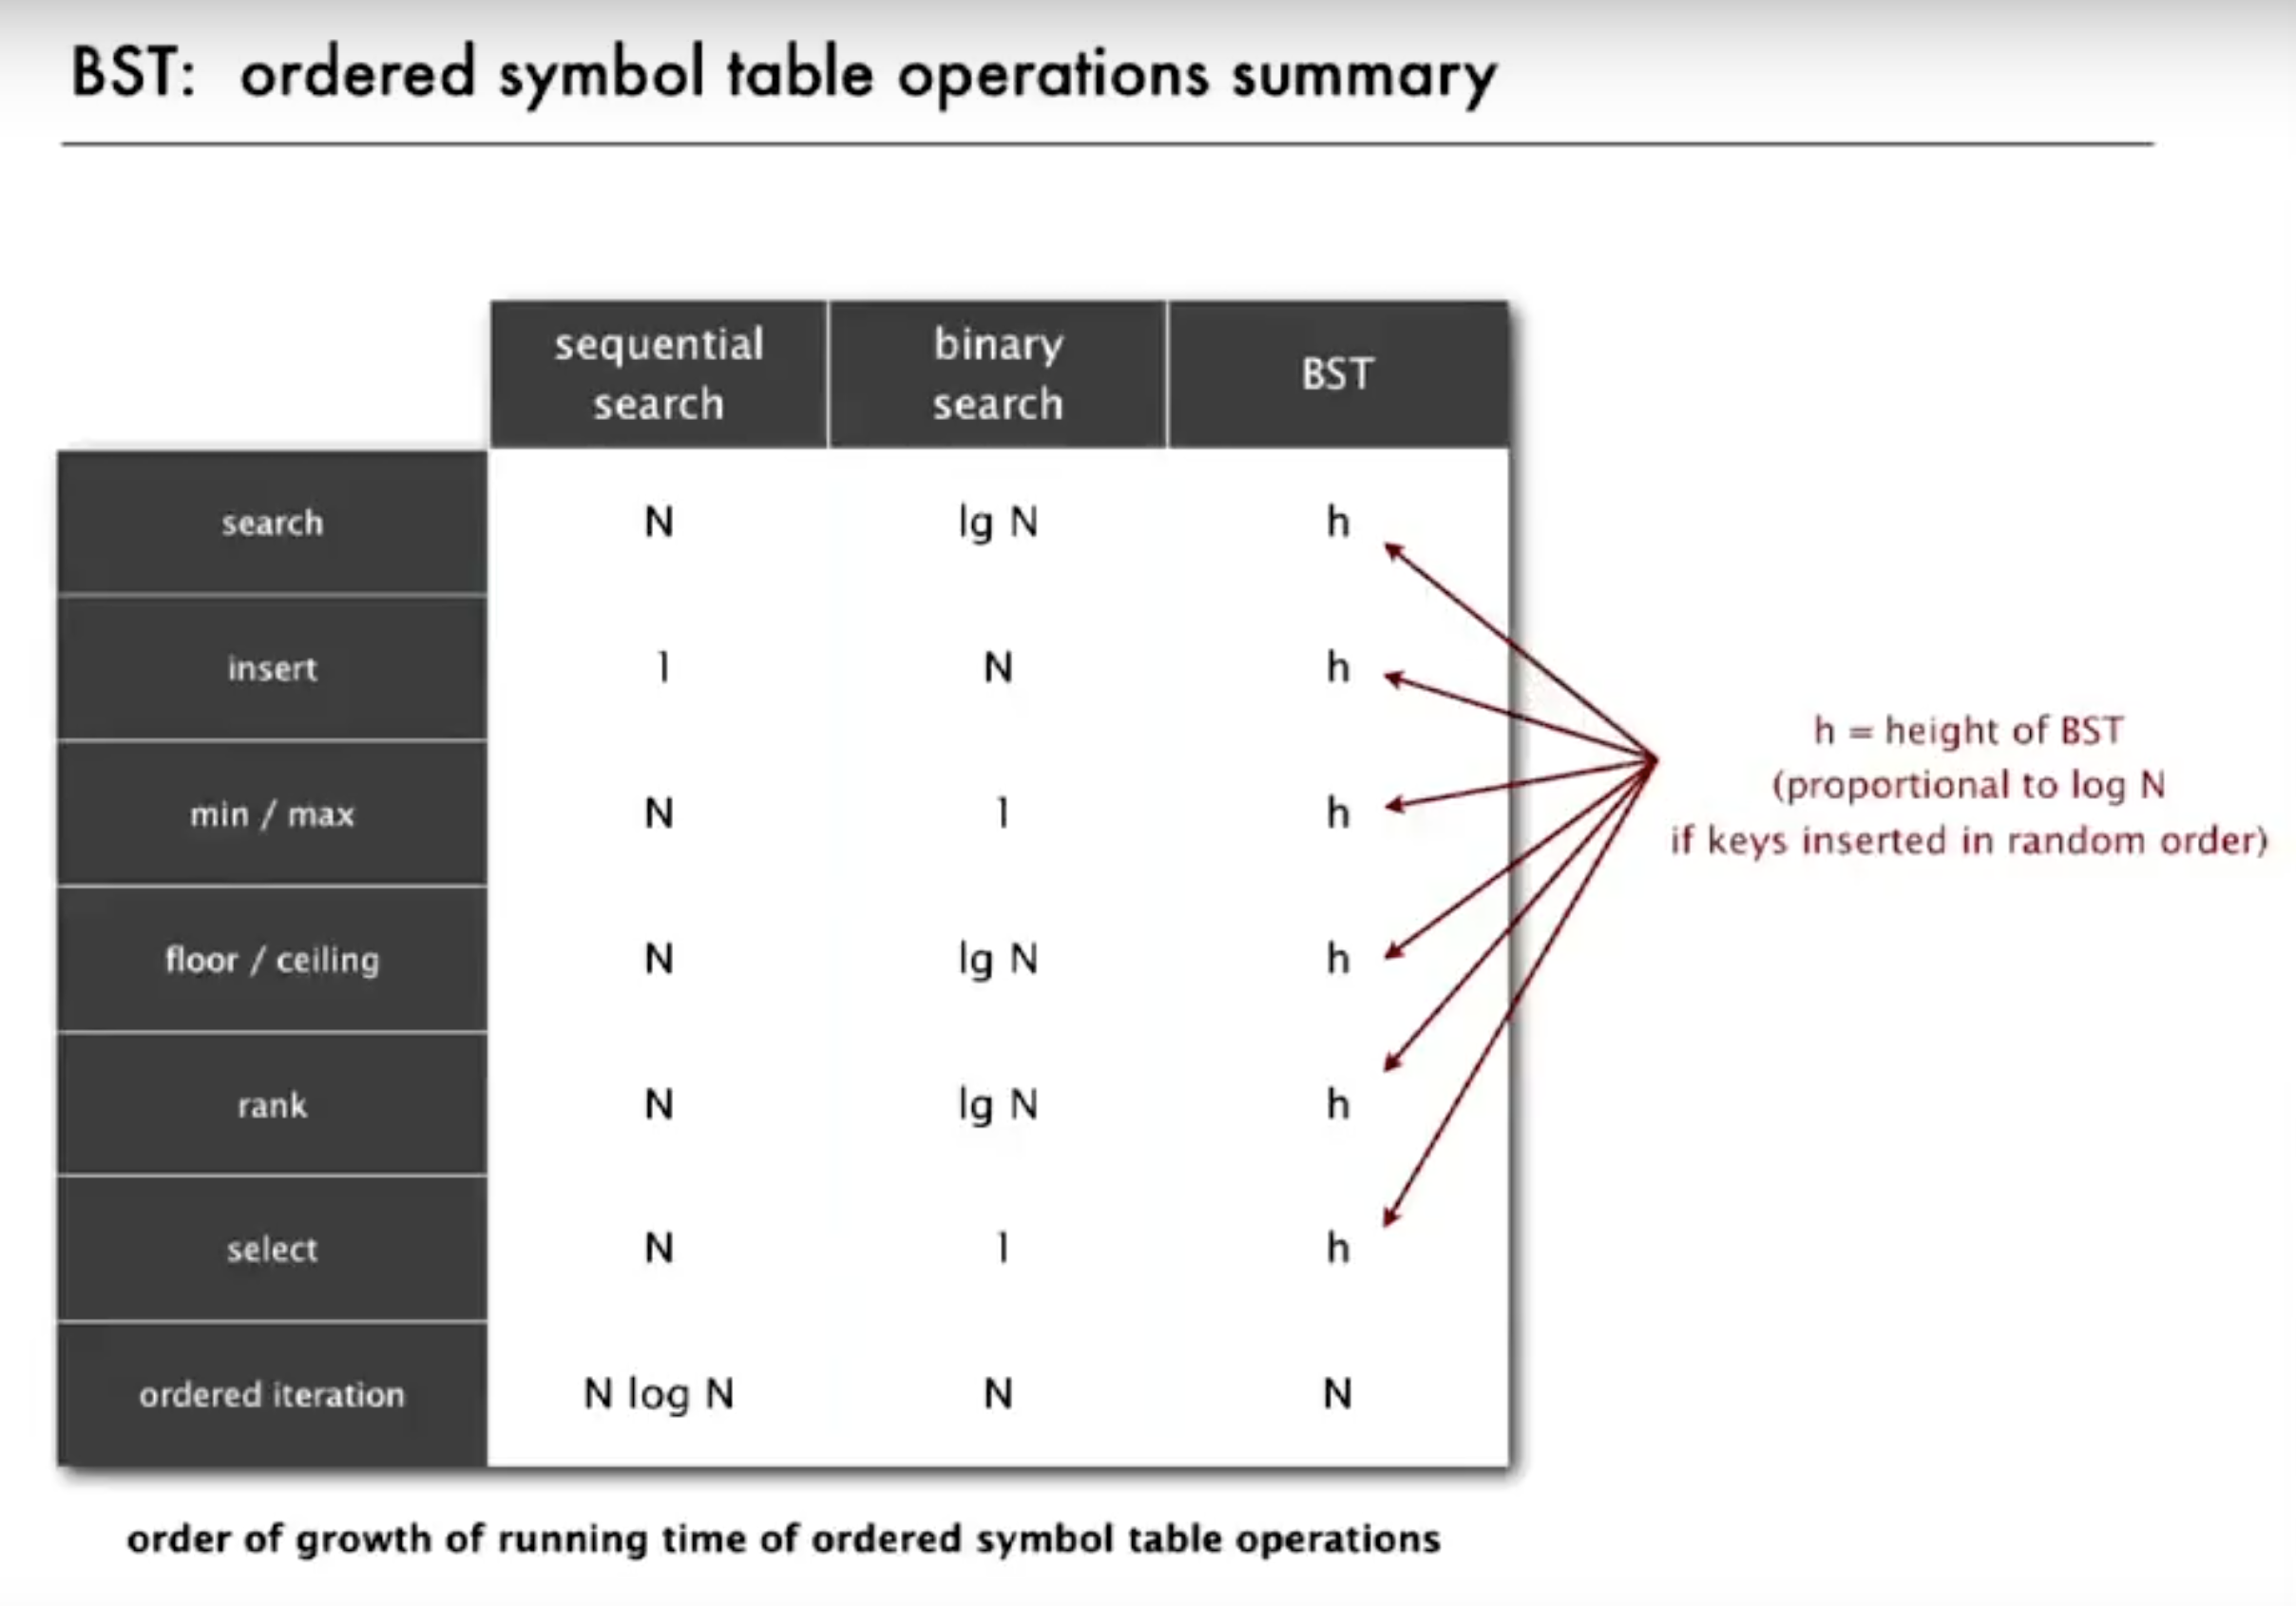 BST: ordered symbol table operations summary
sequential search binary search BST
search N lg N h
insert 1 N h
min / max N 1 h
floor / ceiling N lg N h
rank N lg N h
select N 1 h
ordered iteration N log N N N
h = height of BST
(proportional to log N
if keys inserted in random order)
order of growth of running time of ordered symbol table operations